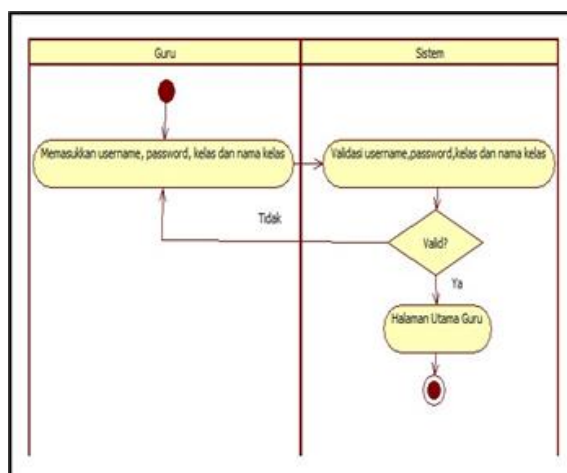 Guru
Sistem
Memasukkan username, password, kelas dan nama kelas
Validasi username,password,kelas dan nama kelas
Tidak
Valid?
Ya
Halaman Utama Guru